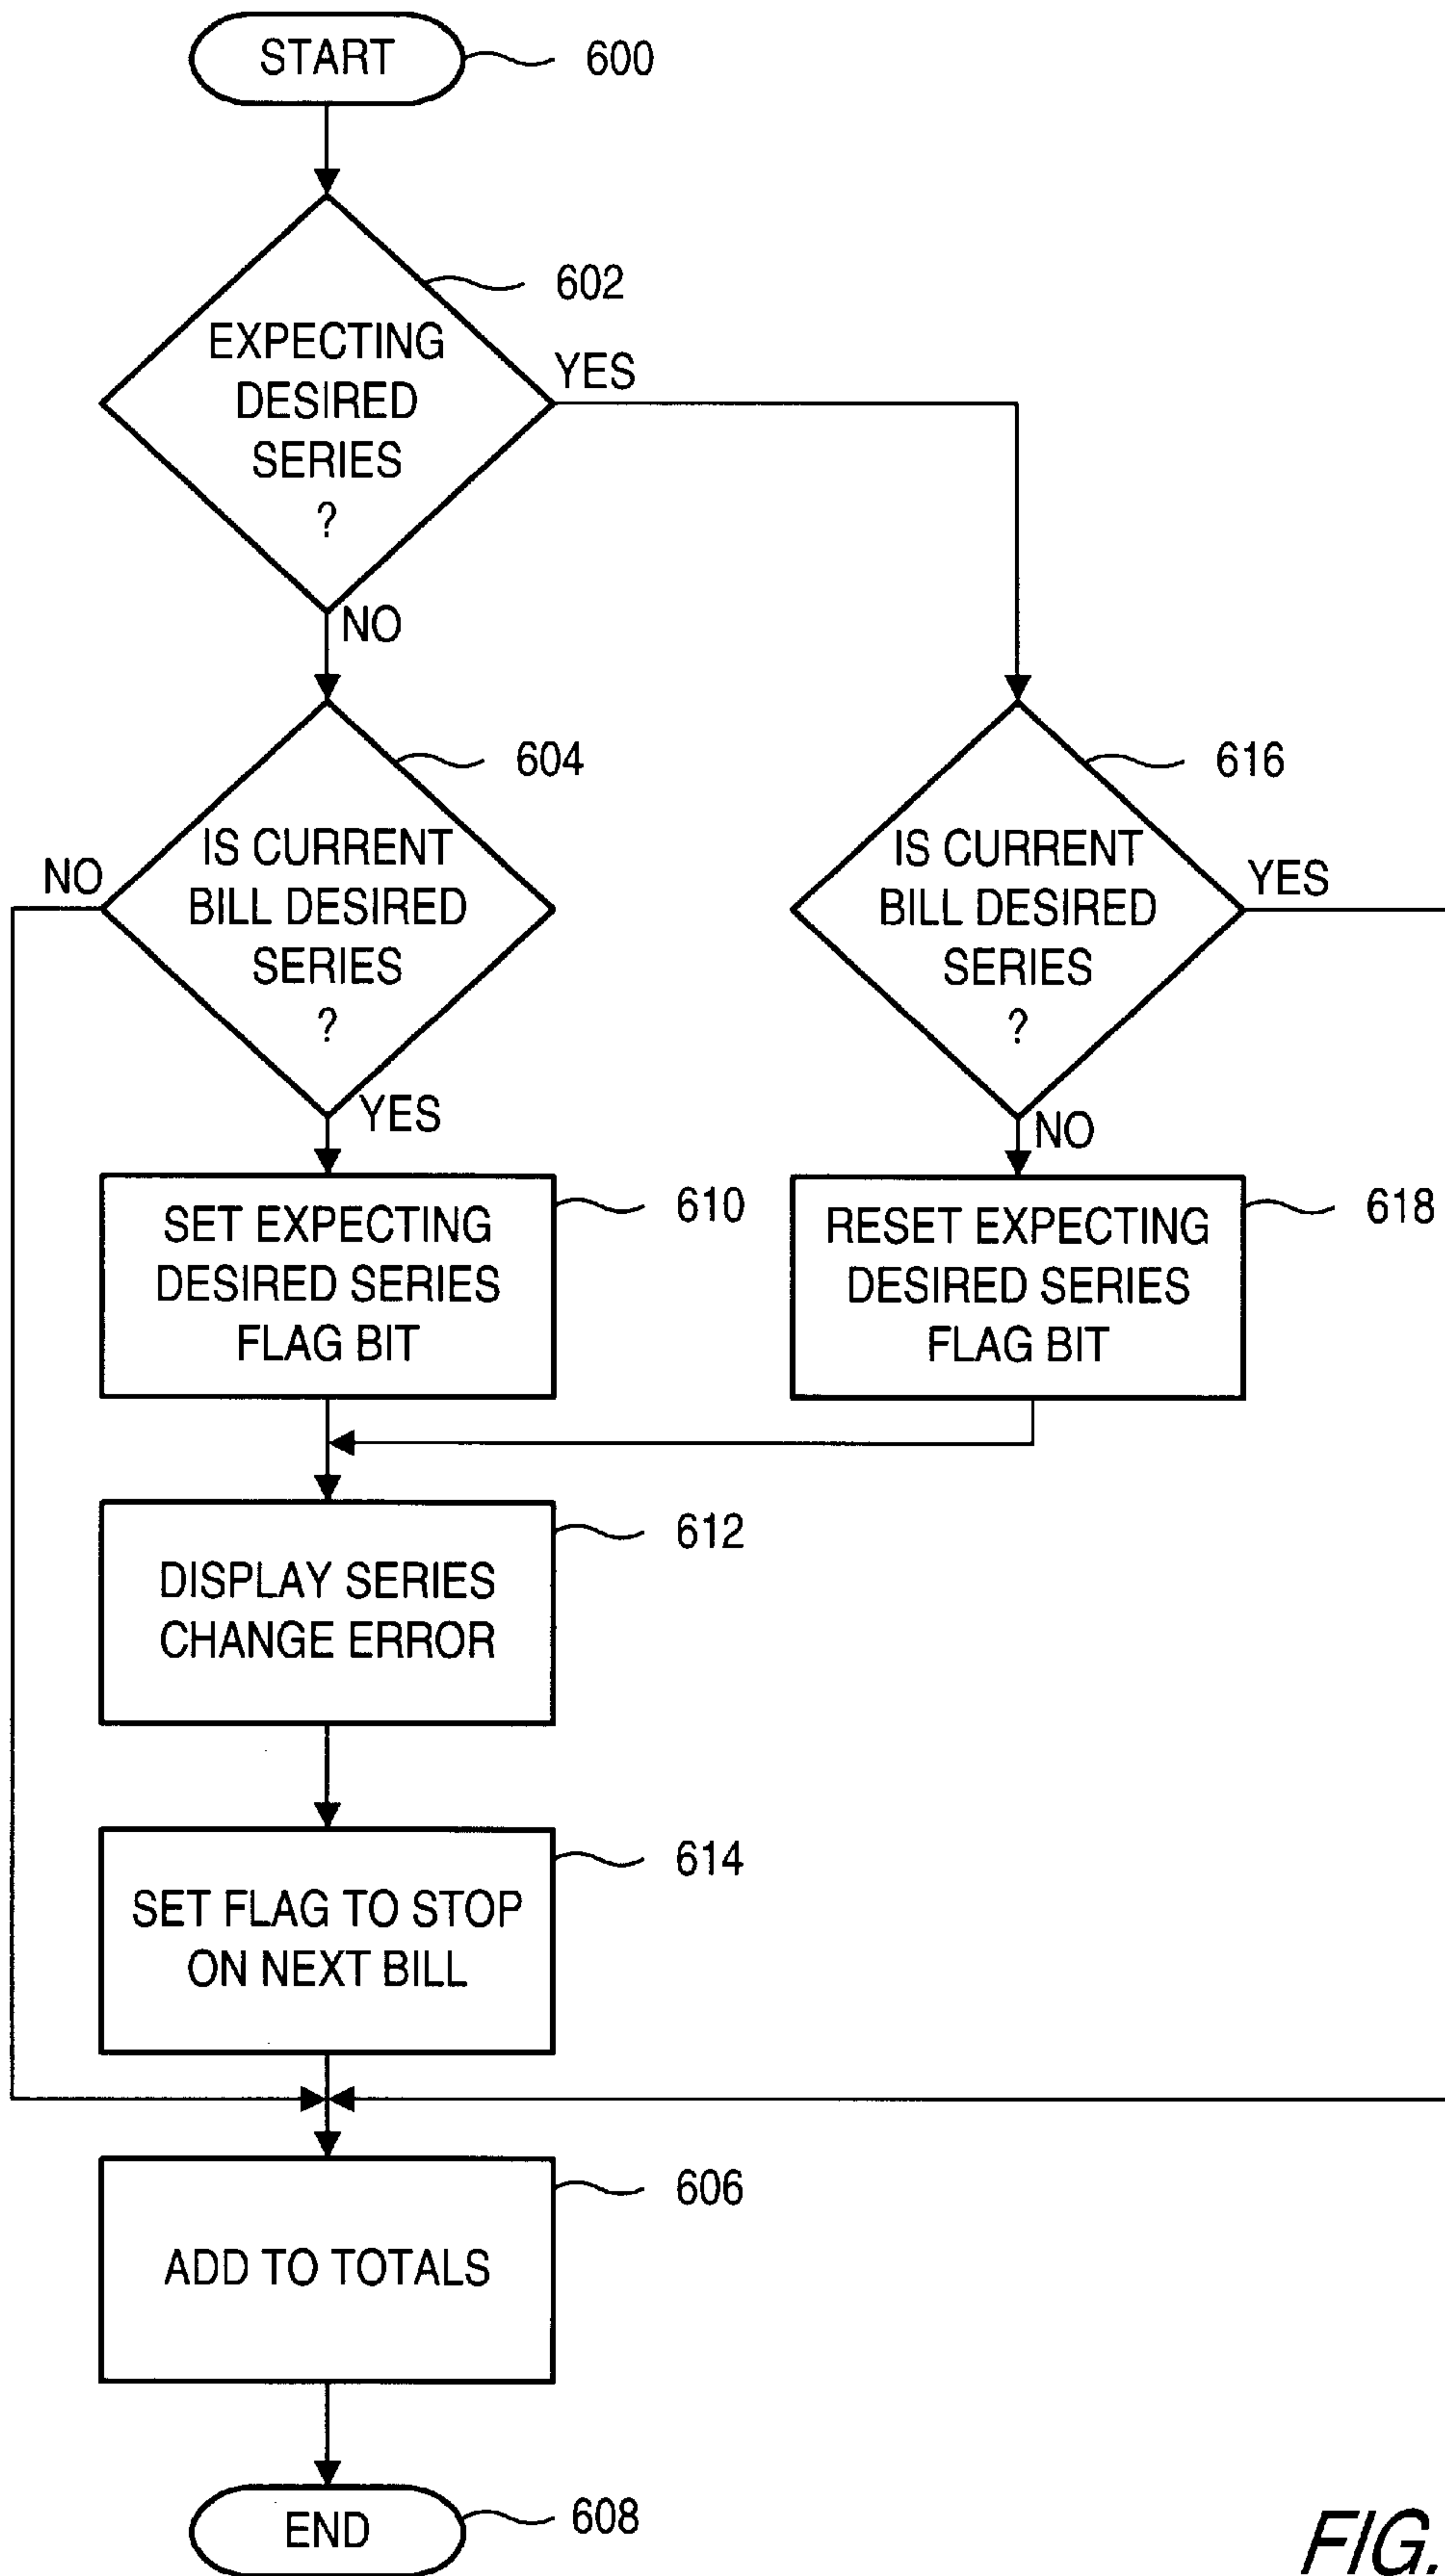 START
600
602
EXPECTING
DESIRED
SERIES
?
YES
NO
604
IS CURRENT
BILL DESIRED
SERIES
?
NO
YES
616
IS CURRENT
BILL DESIRED
SERIES
?
YES
NO
610
SET EXPECTING
DESIRED SERIES
FLAG BIT
618
RESET EXPECTING
DESIRED SERIES
FLAG BIT
612
DISPLAY SERIES
CHANGE ERROR
614
SET FLAG TO STOP
ON NEXT BILL
606
ADD TO TOTALS
END
608
FIG.